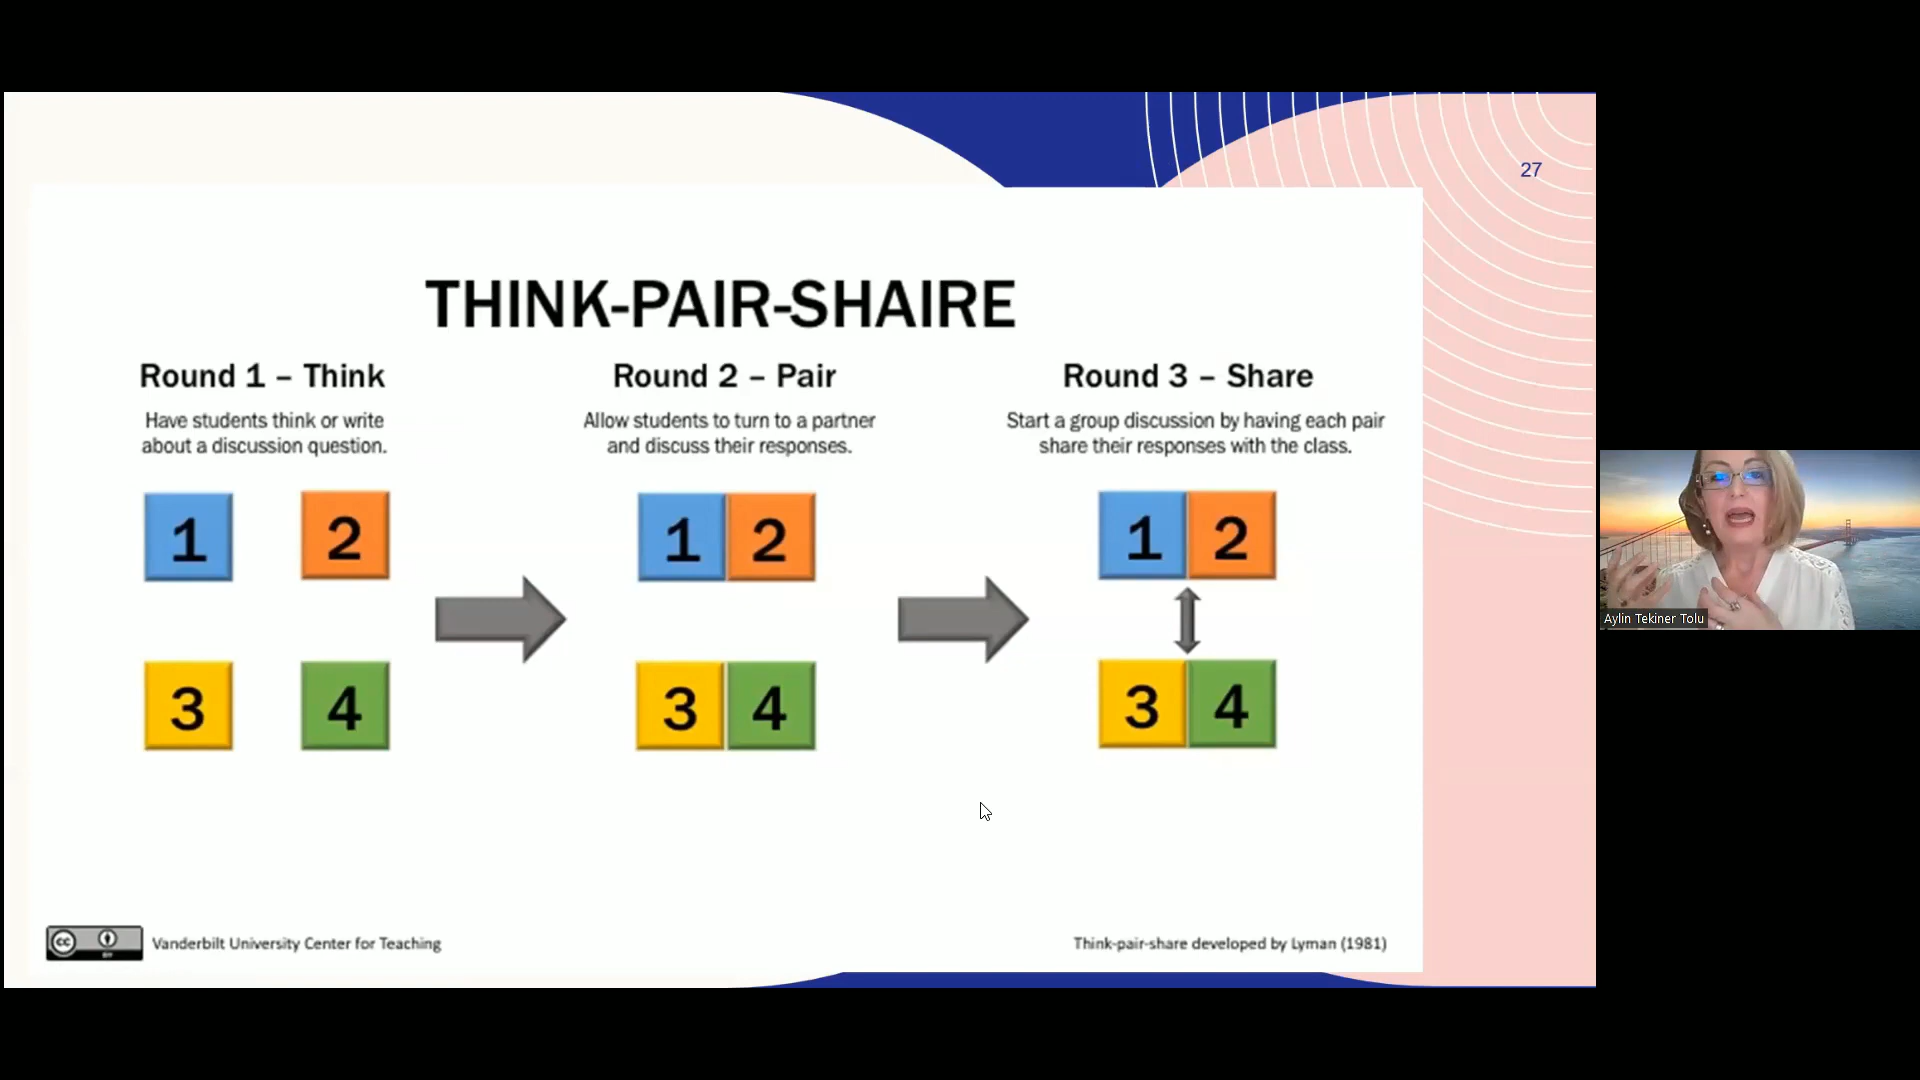 27
THINK-PAIR-SHAIRE
Round 1 – Think
Have students think or write
about a discussion question.
Round 2 – Pair
Allow students to turn to a partner
and discuss their responses.
Round 3 – Share
Start a group discussion by having each pair
share their responses with the class.
1 2
3 4
1 2
3 4
1 2
3 4
cc
BY
Vanderbilt University Center for Teaching
Think-pair-share developed by Lyman (1981)
Aylin Tekiner Tolu